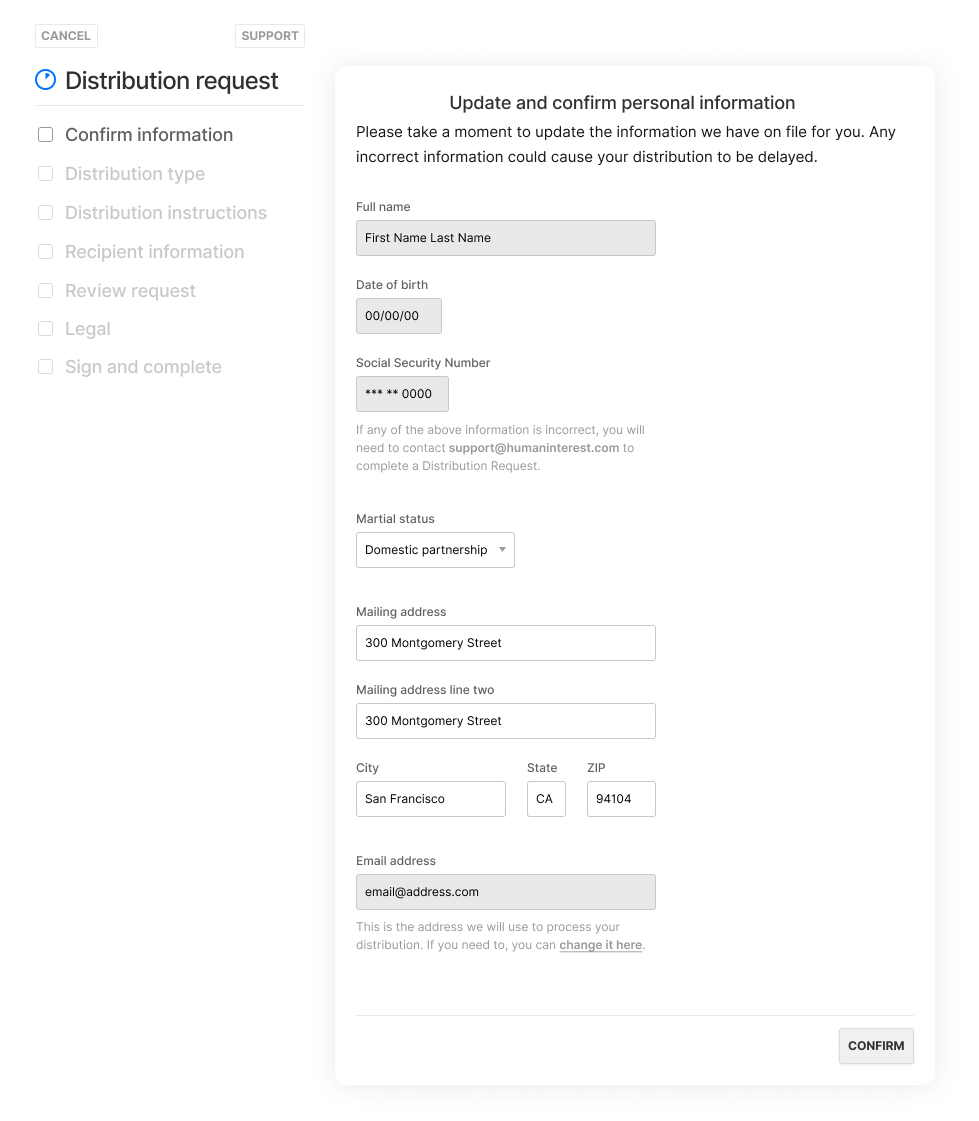 CANCEL
SUPPORT
Distribution request
Confirm information
Distribution type
Distribution instructions
Recipient information
Review request
Legal
Sign and complete
Update and confirm personal information
Please take a moment to update the information we have on file for you. Any
incorrect information could cause your distribution to be delayed.
Full name
First Name Last Name
Date of birth
00/00/00
Social Security Number
*** ** 0000
If any of the above information is incorrect, you will
need to contact support@humaninterest.com to
complete a Distribution Request.
Martial status
Domestic partnership
Mailing address
300 Montgomery Street
Mailing address line two
300 Montgomery Street
City State ZIP
San Francisco CA 94104
Email address
email@address.com
This is the address we will use to process your
distribution. If you need to, you can change it here.
CONFIRM